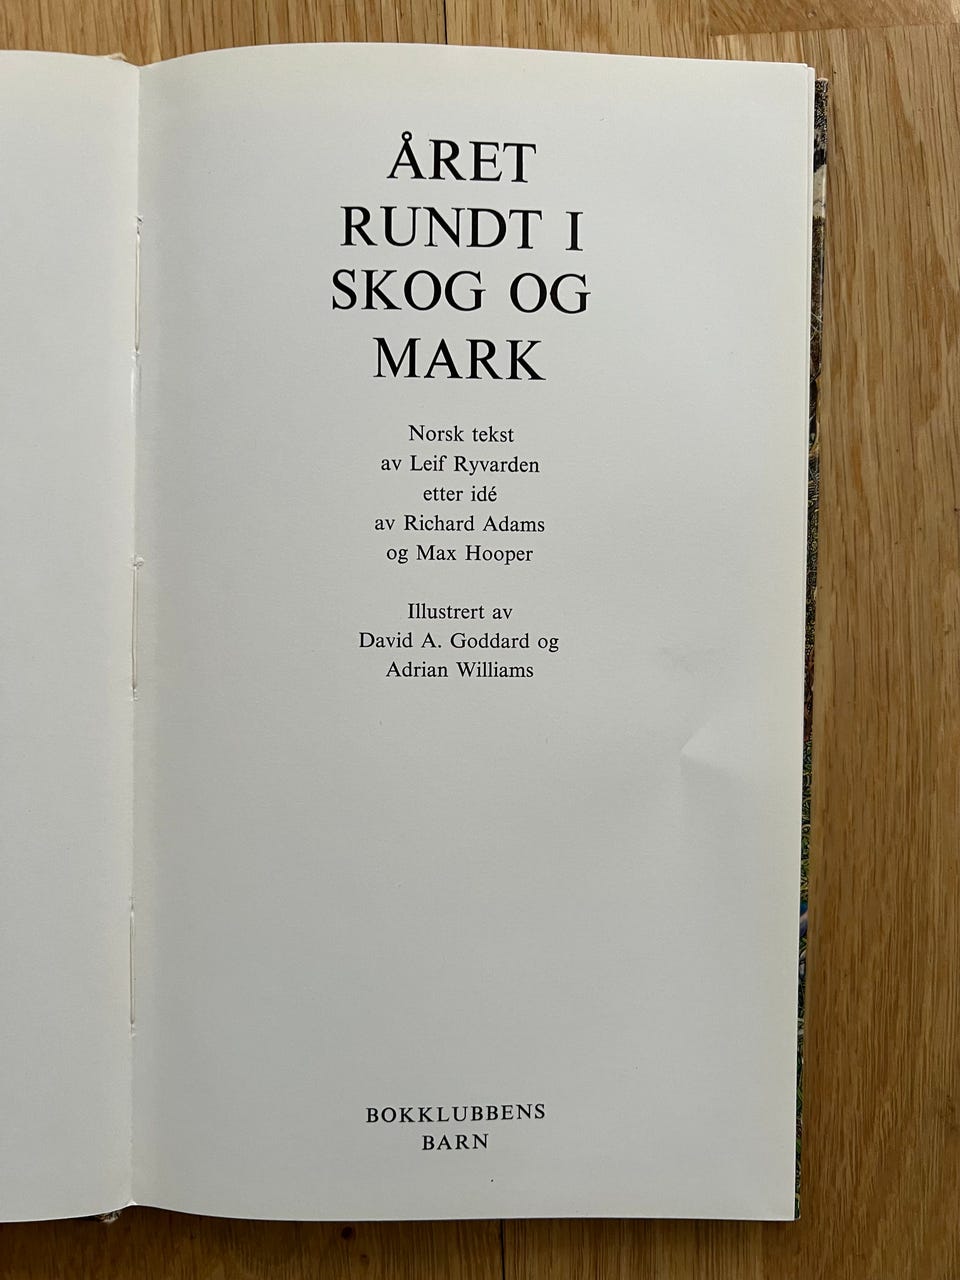 ÅRET
RUNDT I
SKOG OG
MARK
Norsk tekst
av Leif Ryvarden
etter idé
av Richard Adams
og Max Hooper
Illustrert av
David A. Goddard og
Adrian Williams
BOKKLUBBENS
BARN